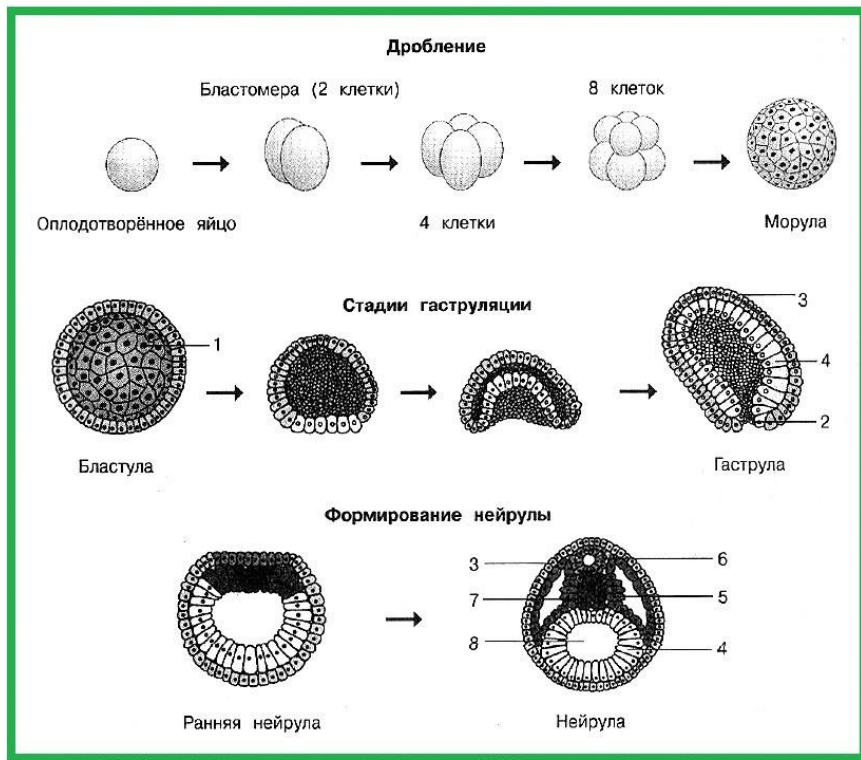 Дробление
Бластомера (2 клетки)
8 клеток
Оплодотворённое яйцо
4 клетки
Морула
Стадии гаструляции
3
1
4
2
Бластула
Гаструла
Формирование нейрулы
3
6
7
5
8
4
Ранняя нейрула
Нейрула